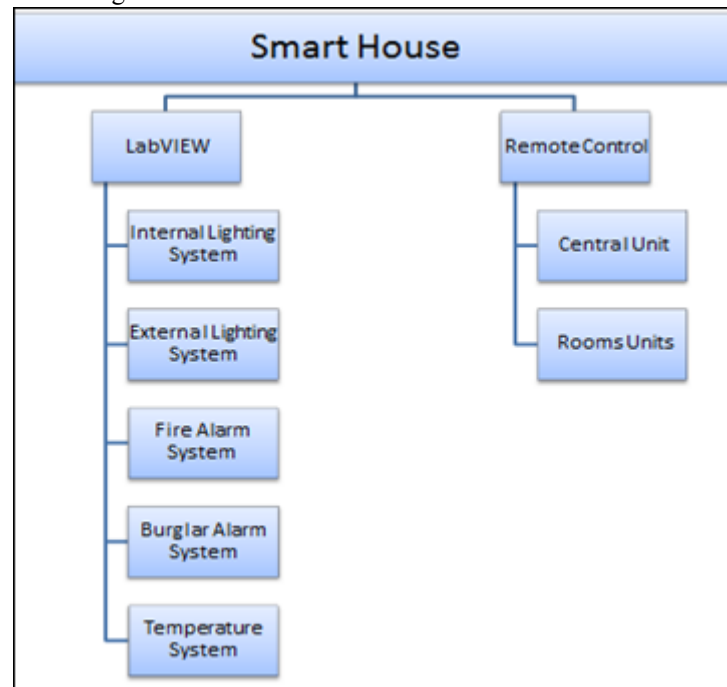 Smart House
LabVIEW
Remote Control
Internal Lighting
System
External Lighting
System
Fire Alarm
System
Burglar Alarm
System
Temperature
System
Central Unit
Rooms Units